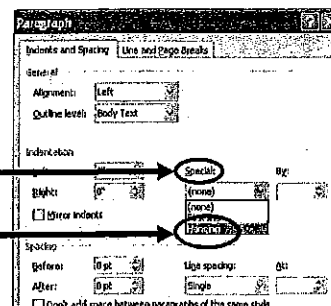 Paragraph
Indents and Spacing Line and Page Breaks
General
Alignment: Left
Outline level: Body Text
Indentation
Special: By:
Right: 0" (none)
(none)
Mirror indents
Hanging
Spacing
Before: 0 pt Line spacing: At:
After: 0 pt Single
Don't add space between paragraphs of the same style